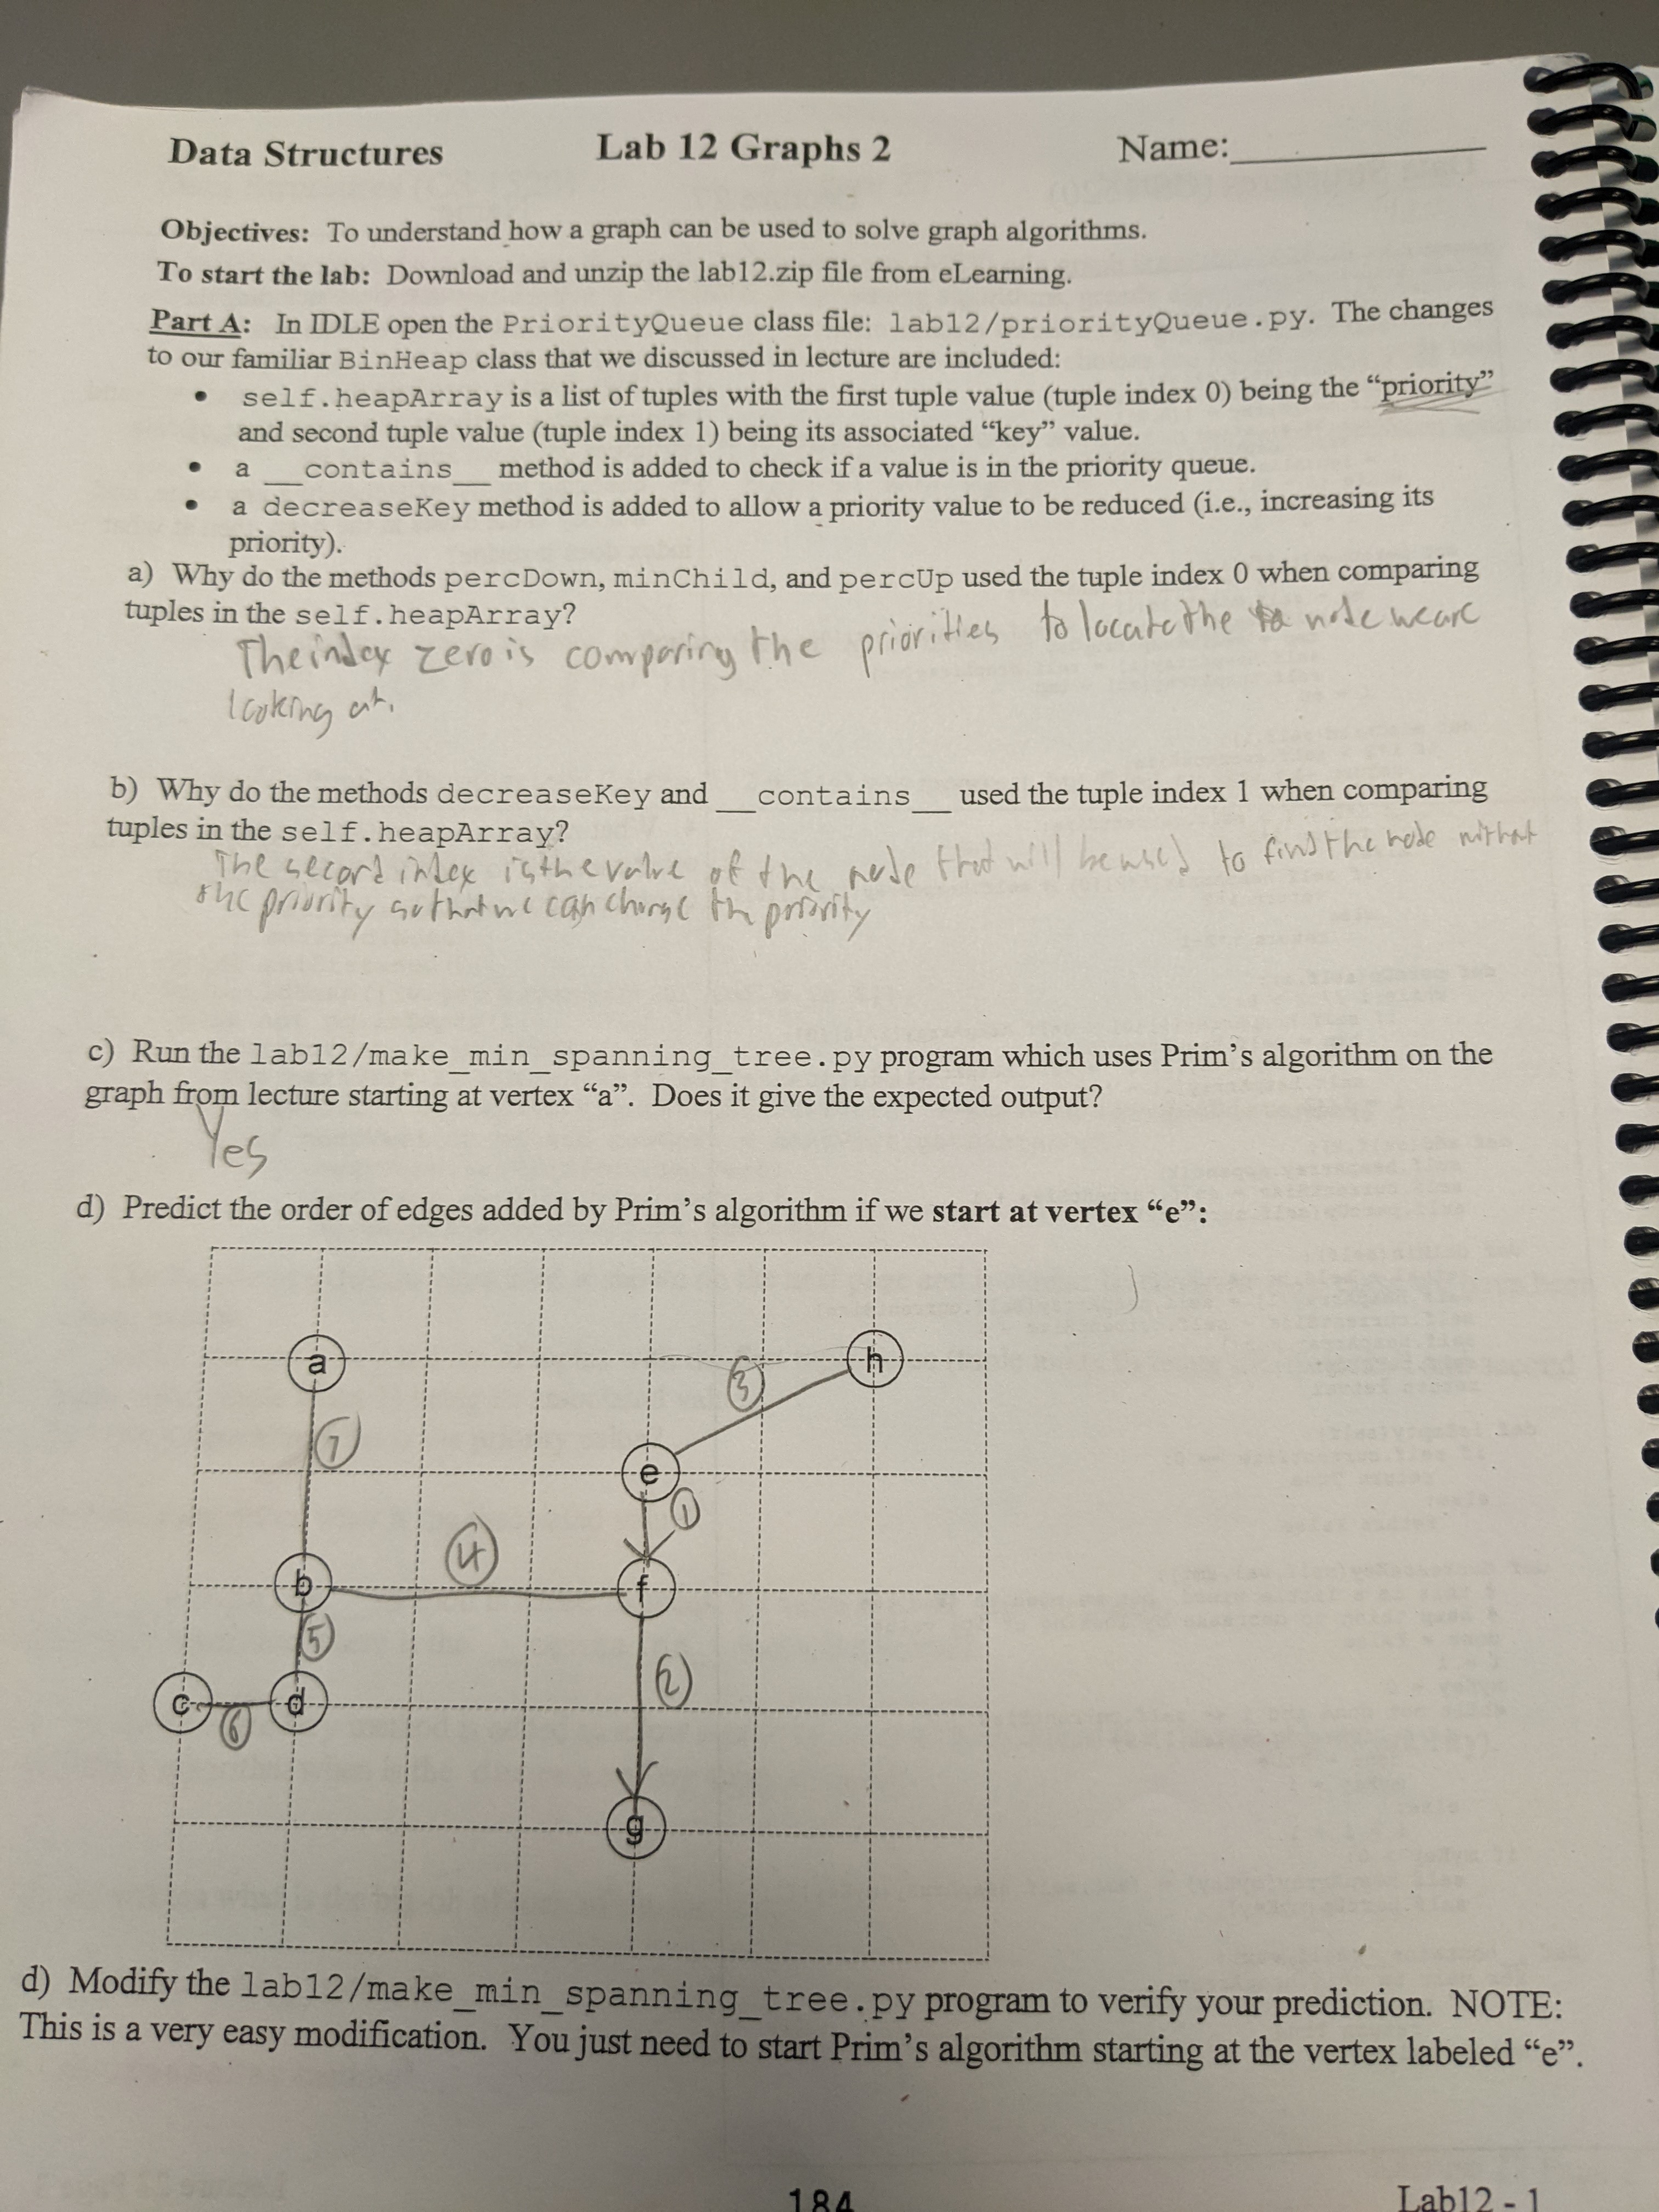 Data Structures Lab 12 Graphs 2 Name:
Objectives: To understand how a graph can be used to solve graph algorithms.
To start the lab: Download and unzip the lab12.zip file from eLearning.
Part A: In IDLE open the PriorityQueue class file: lab12/priorityQueue.py. The changes
to our familiar BinHeap class that we discussed in lecture are included:
• self.heapArray is a list of tuples with the first tuple value (tuple index 0) being the “priority”
and second tuple value (tuple index 1) being its associated “key” value.
• a __contains__ method is added to check if a value is in the priority queue.
• a decreaseKey method is added to allow a priority value to be reduced (i.e., increasing its
priority).
a) Why do the methods percDown, minChild, and percUp used the tuple index 0 when comparing
tuples in the self.heapArray?
The index zero is comparing the priorities to locate the node we are
looking at.
b) Why do the methods decreaseKey and __contains__ used the tuple index 1 when comparing
tuples in the self.heapArray?
The second index is the value of the node that will be used to find the node
the priority so that we can change the priority
c) Run the lab12/make_min_spanning_tree.py program which uses Prim’s algorithm on the
graph from lecture starting at vertex “a”. Does it give the expected output?
Yes
d) Predict the order of edges added by Prim’s algorithm if we start at vertex “e”:
a 3 h
7
e
1
4
b f
5
2
c d
6
g
d) Modify the lab12/make_min_spanning_tree.py program to verify your prediction. NOTE:
This is a very easy modification. You just need to start Prim’s algorithm starting at the vertex labeled “e”.
184 Lab12 - 1